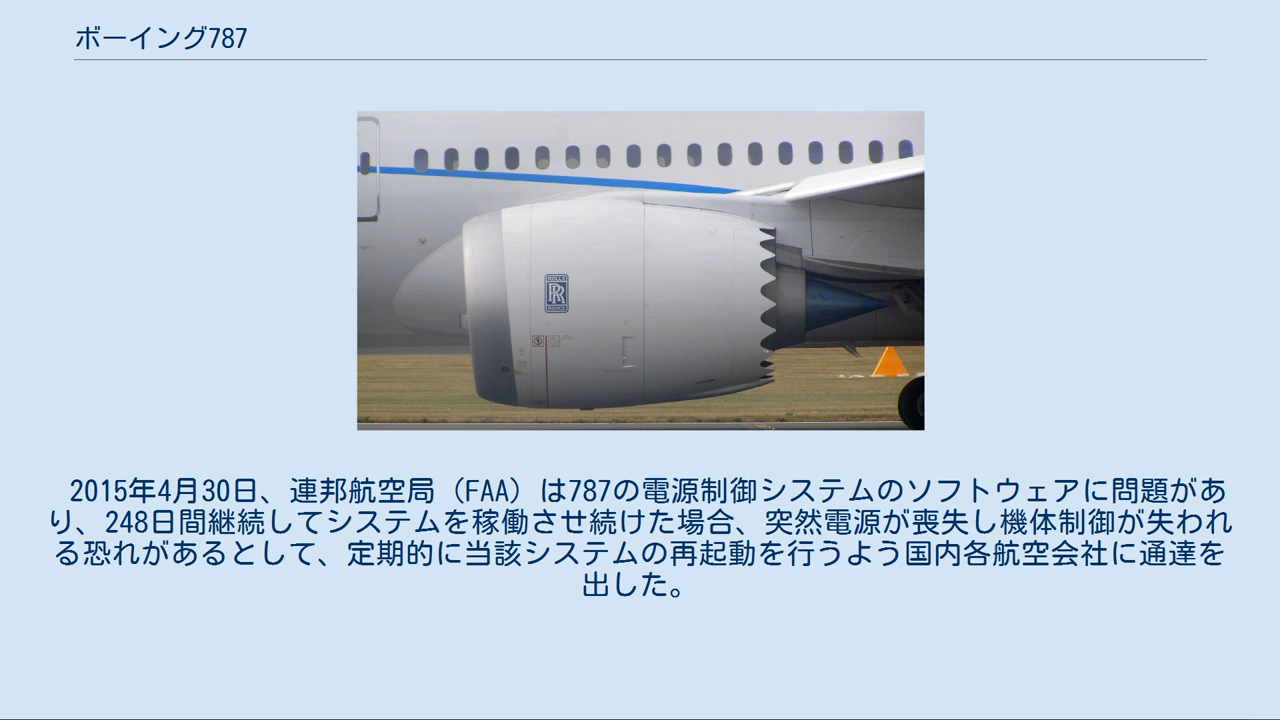 ボーイング787
ROLLS
RR
ROYCE
2015年4月30日、連邦航空局（FAA）は787の電源制御システムのソフトウェアに問題があ
り、248日間継続してシステムを稼働させ続けた場合、突然電源が喪失し機体制御が失われ
る恐れがあるとして、定期的に当該システムの再起動を行うよう国内各航空会社に通達を
出した。